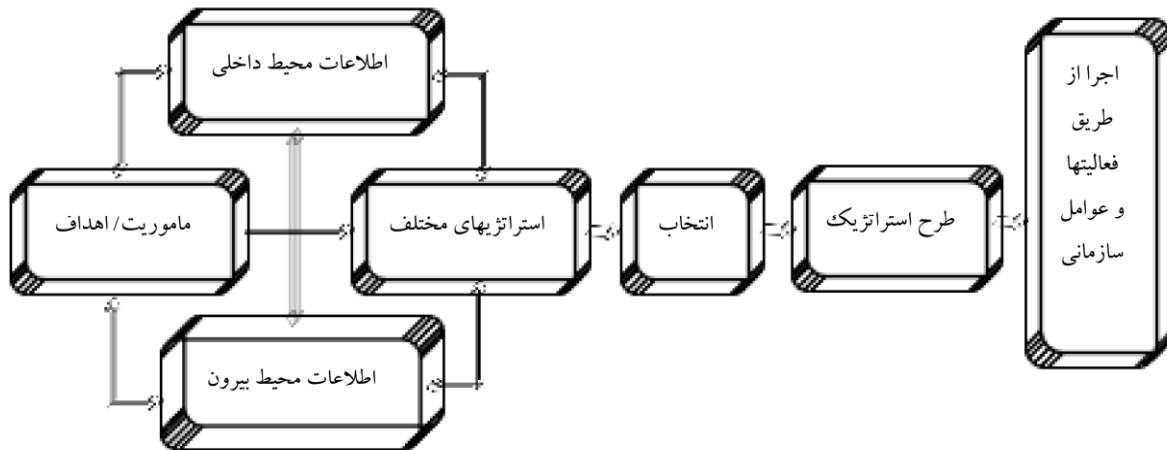 اطلاعات محیط داخلی
ماموریت/ اهداف
استراتژیهای مختلف
انتخاب
طرح استراتژیک
اجرا از
طریق
فعالیتها
و عوامل
سازمانی
اطلاعات محیط بیرون